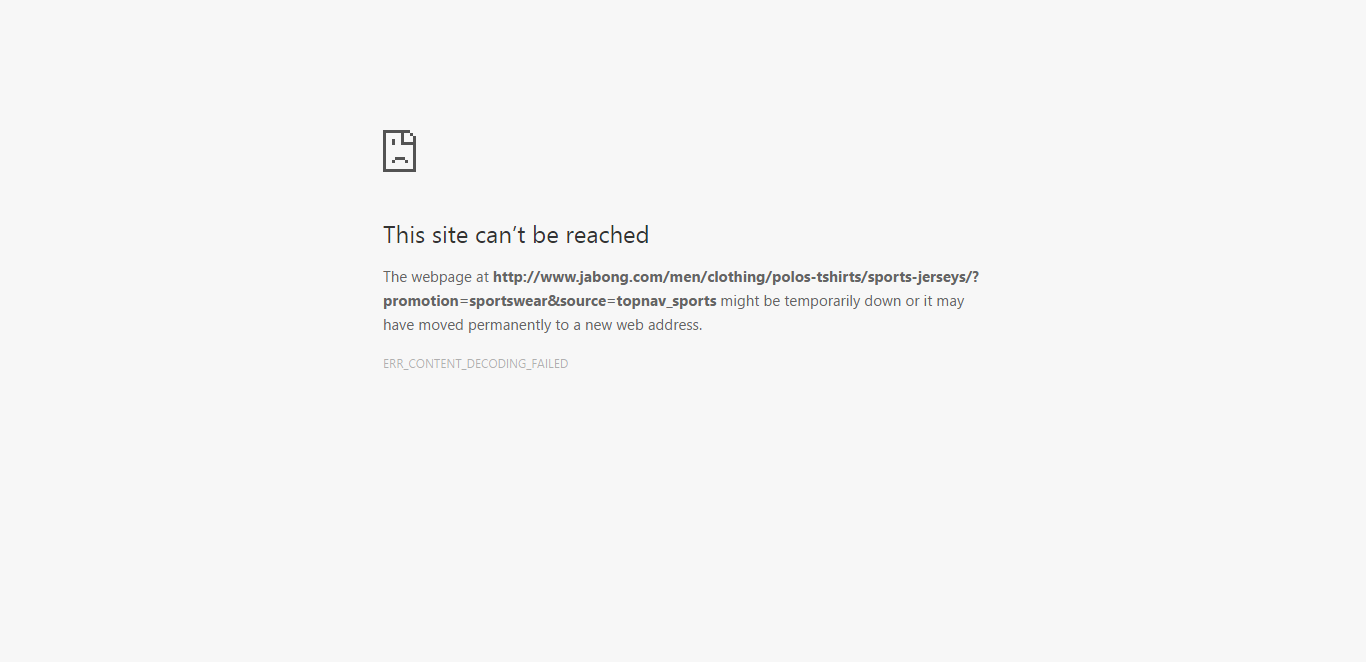 This site can’t be reached
The webpage at http://www.jabong.com/men/clothing/polos-tshirts/sports-jerseys/?
promotion=sportswear&source=topnav_sports might be temporarily down or it may
have moved permanently to a new web address.
ERR_CONTENT_DECODING_FAILED